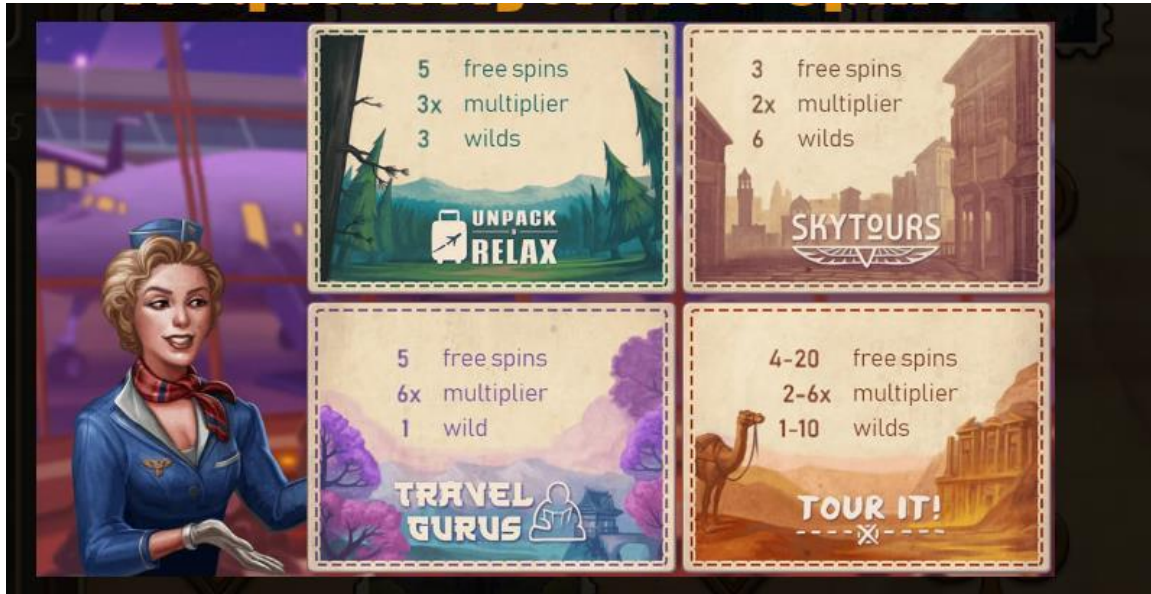 5 free spins
3x multiplier
3 wilds
UNPACK
N
RELAX
3 free spins
2x multiplier
6 wilds
SKYTOURS
5 free spins
6x multiplier
1 wild
TRAVEL
GURUS
4-20 free spins
2-6x multiplier
1-10 wilds
TOUR IT!